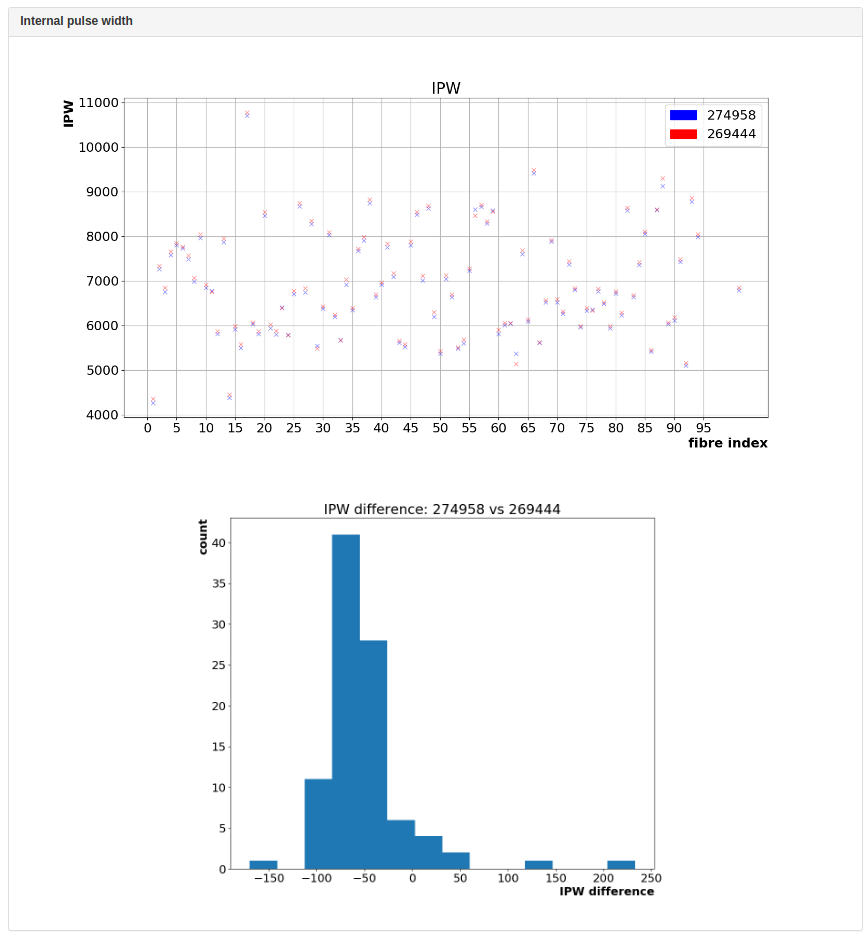 Internal pulse width
IPW
IPW
11000
10000
9000
8000
7000
6000
5000
4000
274958
269444
0 5 10 15 20 25 30 35 40 45 50 55 60 65 70 75 80 85 90 95
fibre index
IPW difference: 274958 vs 269444
count
40
35
30
25
20
15
10
5
0
−150 −100 −50 0 50 100 150 200 250
IPW difference